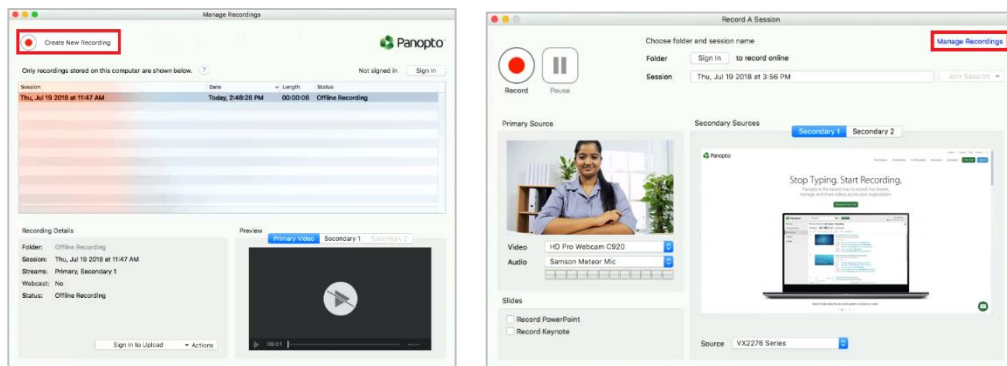 Manage Recordings
Create New Recording
Panopto
Only recordings stored on this computer are shown below. ?
Not signed in Sign In
Session Date Length Status
Thu, Jul 19 2018 at 11:47 AM Today, 2:48:26 PM 00:00:06 Offline Recording
Recording Details
Folder: Offline Recording
Session: Thu, Jul 19 2018 at 11:47 AM
Streams: Primary, Secondary 1
Webcast: No
Status: Offline Recording
Sign in to Upload Actions
Preview
Primary Video Secondary 1 Secondary 2
00:01 --:--
Record A Session
Choose folder and session name
Manage Recordings
Folder Sign In to record online
Session Thu, Jul 19 2018 at 3:56 PM Join Session
Record Pause
Primary Source
Video HD Pro Webcam C920
Audio Samson Meteor Mic
Slides
Record PowerPoint
Record Keynote
Secondary Sources
Secondary 1 Secondary 2
Panopto
Stop Typing. Start Recording.
Source VX2276 Series